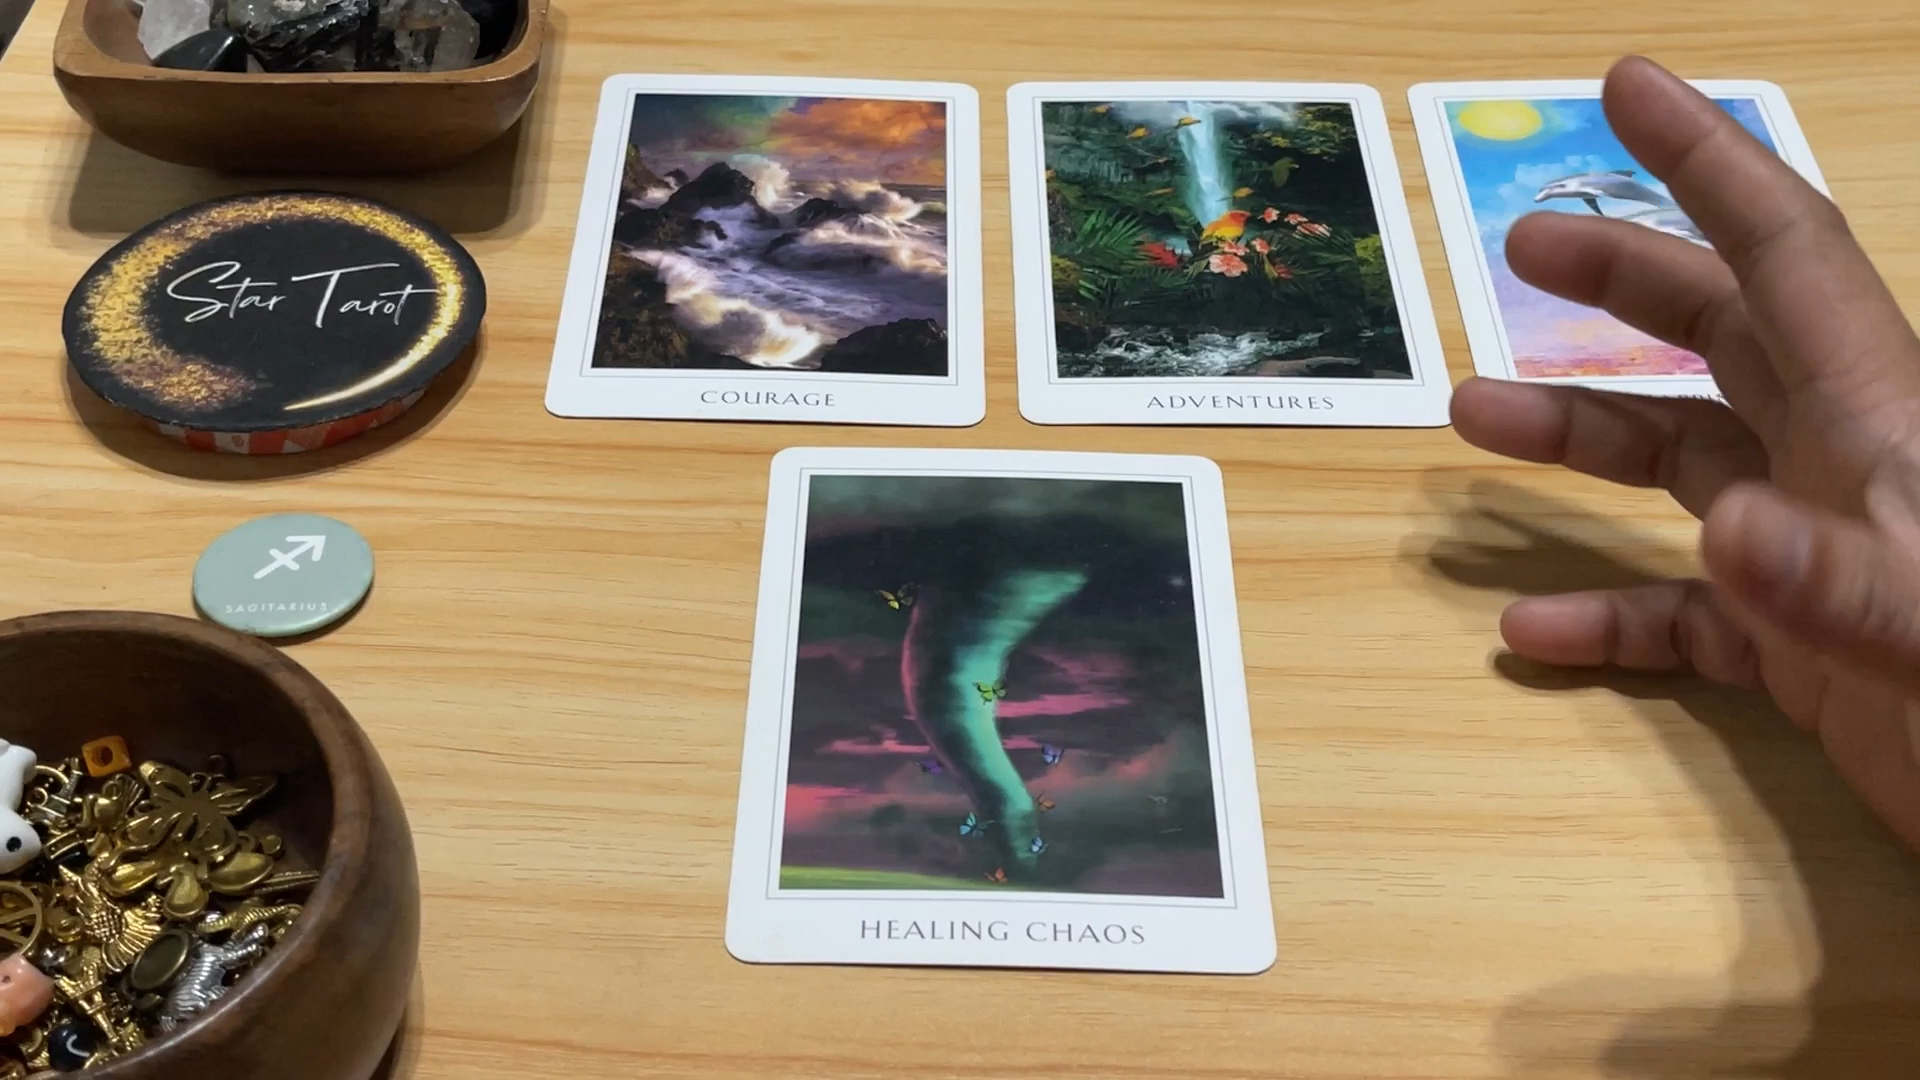 Star Tarot
COURAGE
ADVENTURES
SAGITARIUS
HEALING CHAOS